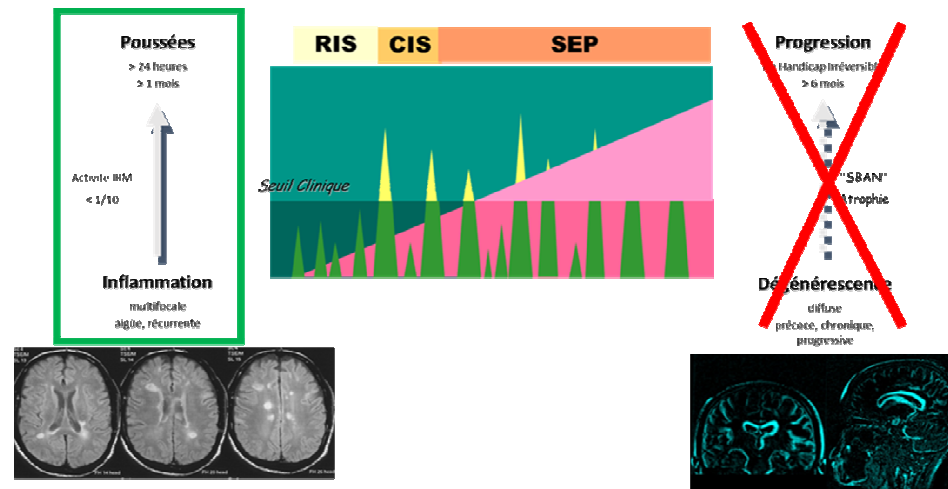 Poussées
> 24 heures
> 1 mois
Activité IRM
< 1/10
Inflammation
multifocale
aigüe, récurrente
RIS
CIS
SEP
Seuil Clinique
Progression
Handicap Irréversible
> 6 mois
"SBAN"
Atrophie
Dégénérescence
diffuse
précoce, chronique,
progressive